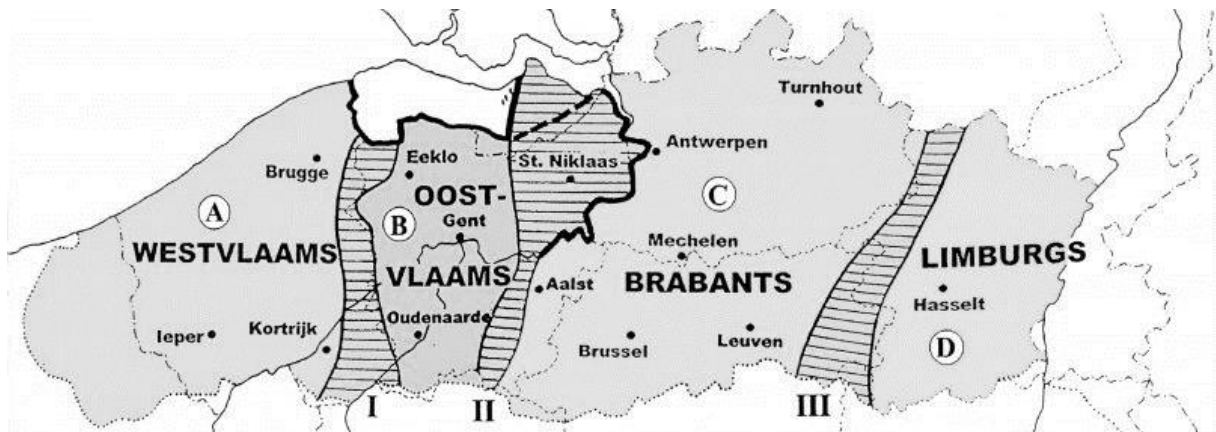 Turnhout
Antwerpen
Eeklo
St. Niklaas
Brugge
OOST-
A
B
C
Gent
Mechelen
WESTVLAAMS
LIMBURGS
VLAAMS
BRABANTS
Aalst
Hasselt
Oudenaarde
Ieper
Kortrijk
Leuven
Brussel
D
I
II
III